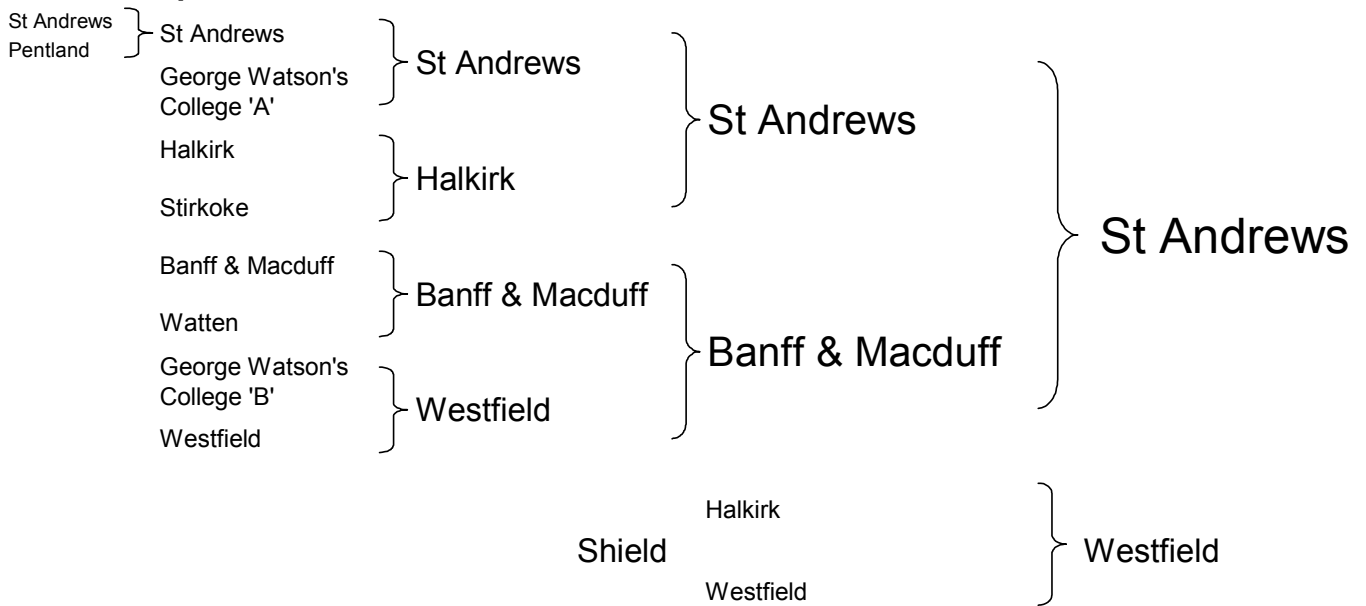 St Andrews
Pentland
St Andrews
George Watson's
College 'A'
Halkirk
Stirkoke
Banff & Macduff
Watten
George Watson's
College 'B'
Westfield
St Andrews
Halkirk
Banff & Macduff
Westfield
St Andrews
Banff & Macduff
St Andrews
Shield
Halkirk
Westfield
Westfield